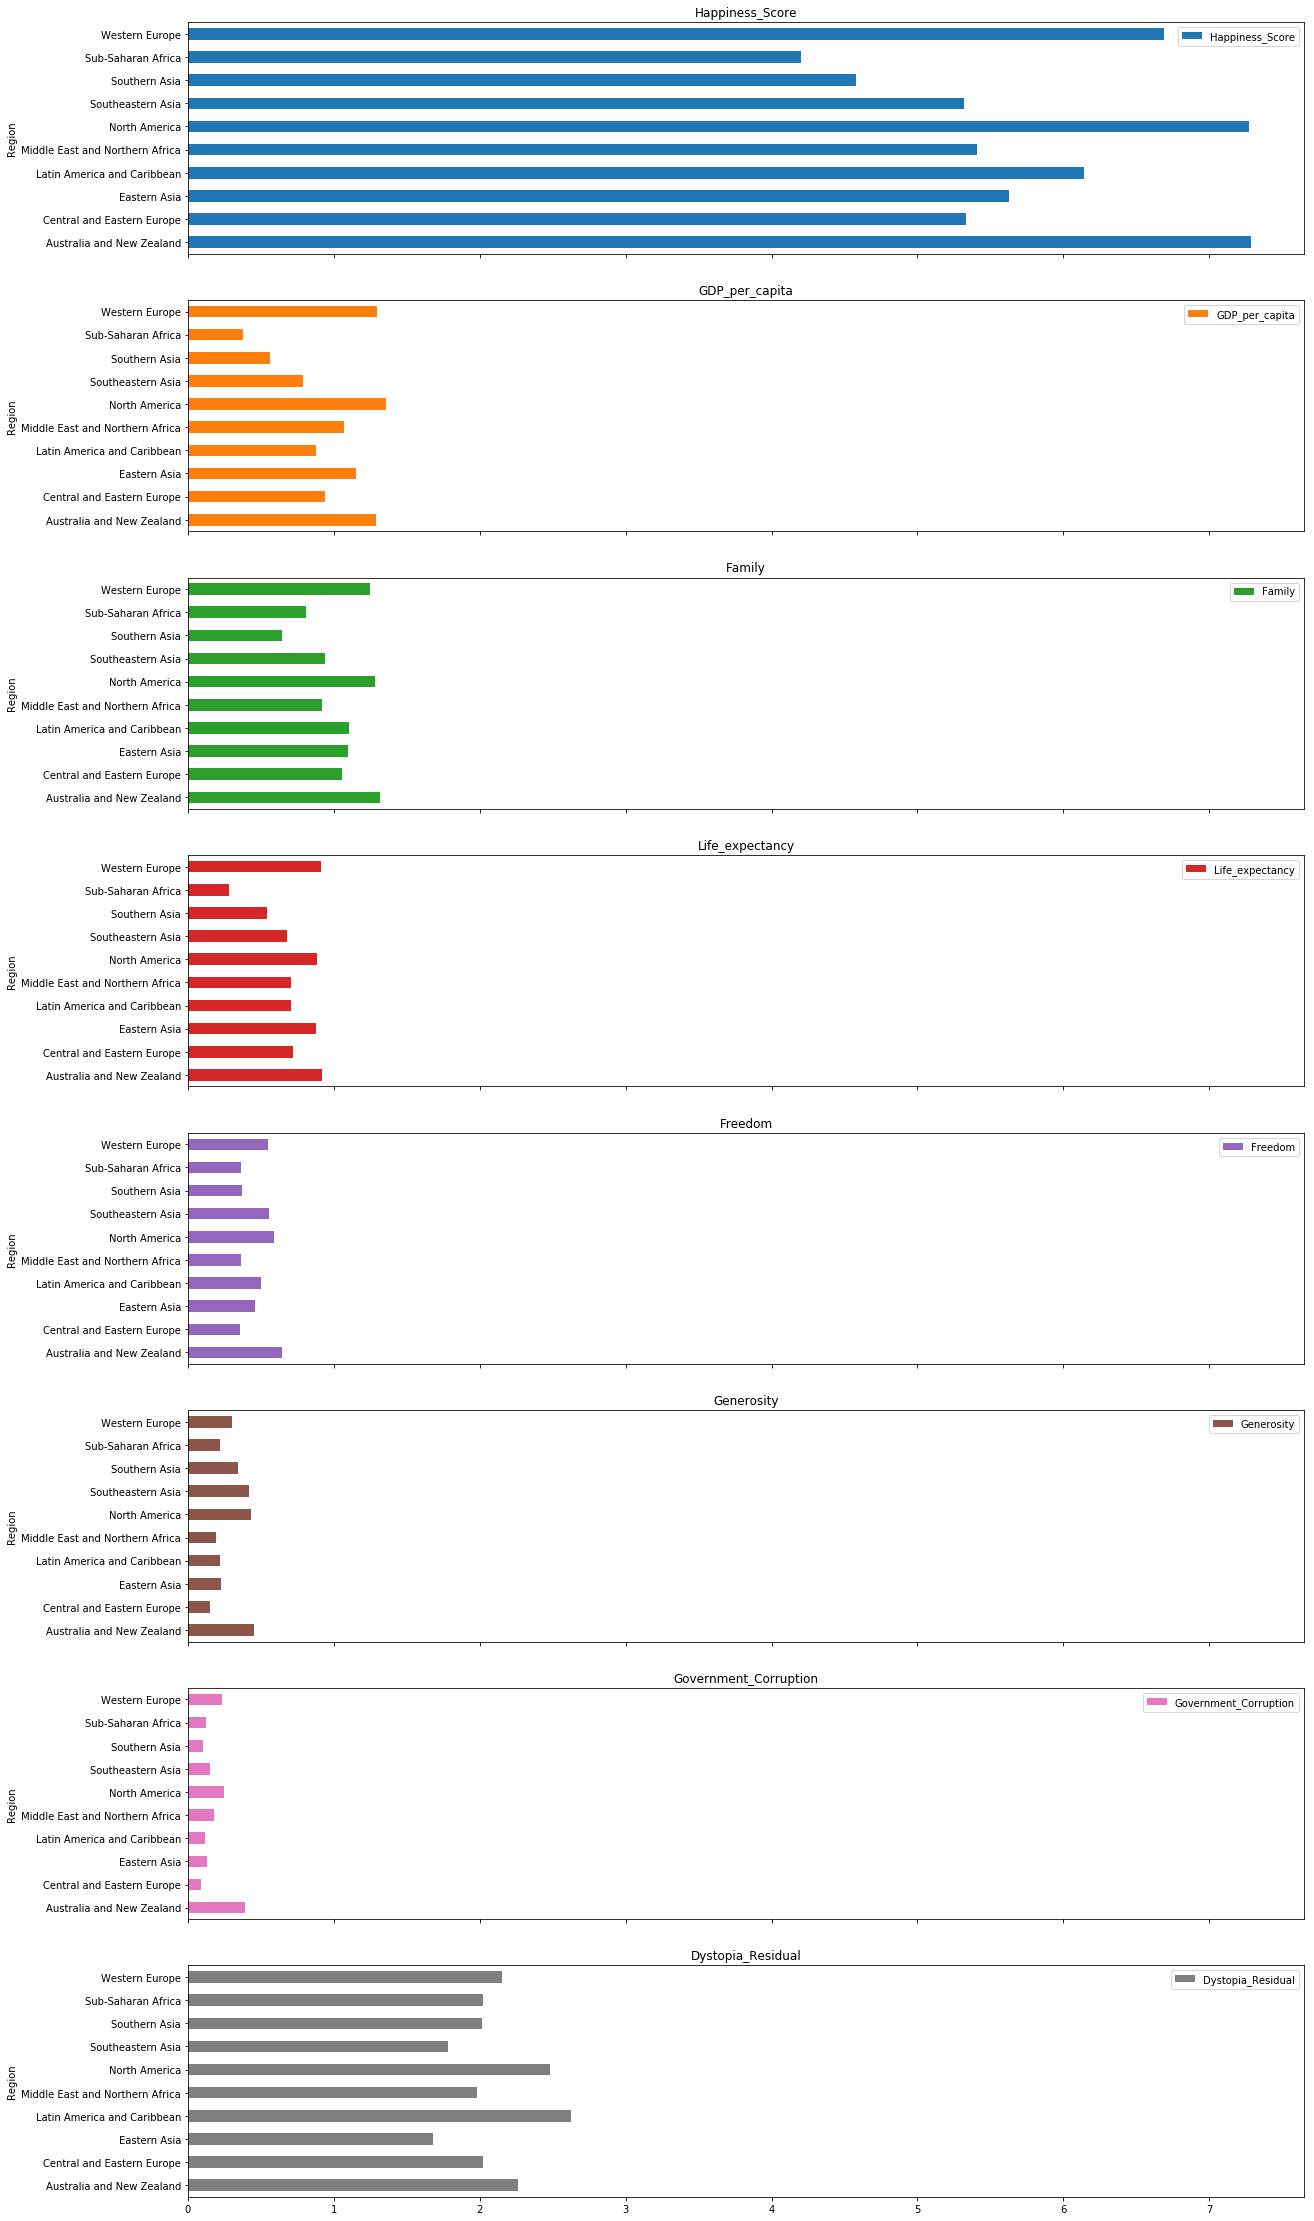 Happiness_Score
Happiness_Score
Western Europe
Sub-Saharan Africa
Southern Asia
Southeastern Asia
North America
Middle East and Northern Africa
Latin America and Caribbean
Eastern Asia
Central and Eastern Europe
Australia and New Zealand
Region
GDP_per_capita
GDP_per_capita
Western Europe
Sub-Saharan Africa
Southern Asia
Southeastern Asia
North America
Middle East and Northern Africa
Latin America and Caribbean
Eastern Asia
Central and Eastern Europe
Australia and New Zealand
Region
Family
Family
Western Europe
Sub-Saharan Africa
Southern Asia
Southeastern Asia
North America
Middle East and Northern Africa
Latin America and Caribbean
Eastern Asia
Central and Eastern Europe
Australia and New Zealand
Region
Life_expectancy
Life_expectancy
Western Europe
Sub-Saharan Africa
Southern Asia
Southeastern Asia
North America
Middle East and Northern Africa
Latin America and Caribbean
Eastern Asia
Central and Eastern Europe
Australia and New Zealand
Region
Freedom
Freedom
Western Europe
Sub-Saharan Africa
Southern Asia
Southeastern Asia
North America
Middle East and Northern Africa
Latin America and Caribbean
Eastern Asia
Central and Eastern Europe
Australia and New Zealand
Region
Generosity
Generosity
Western Europe
Sub-Saharan Africa
Southern Asia
Southeastern Asia
North America
Middle East and Northern Africa
Latin America and Caribbean
Eastern Asia
Central and Eastern Europe
Australia and New Zealand
Region
Government_Corruption
Government_Corruption
Western Europe
Sub-Saharan Africa
Southern Asia
Southeastern Asia
North America
Middle East and Northern Africa
Latin America and Caribbean
Eastern Asia
Central and Eastern Europe
Australia and New Zealand
Region
Dystopia_Residual
Dystopia_Residual
Western Europe
Sub-Saharan Africa
Southern Asia
Southeastern Asia
North America
Middle East and Northern Africa
Latin America and Caribbean
Eastern Asia
Central and Eastern Europe
Australia and New Zealand
Region
0 1 2 3 4 5 6 7